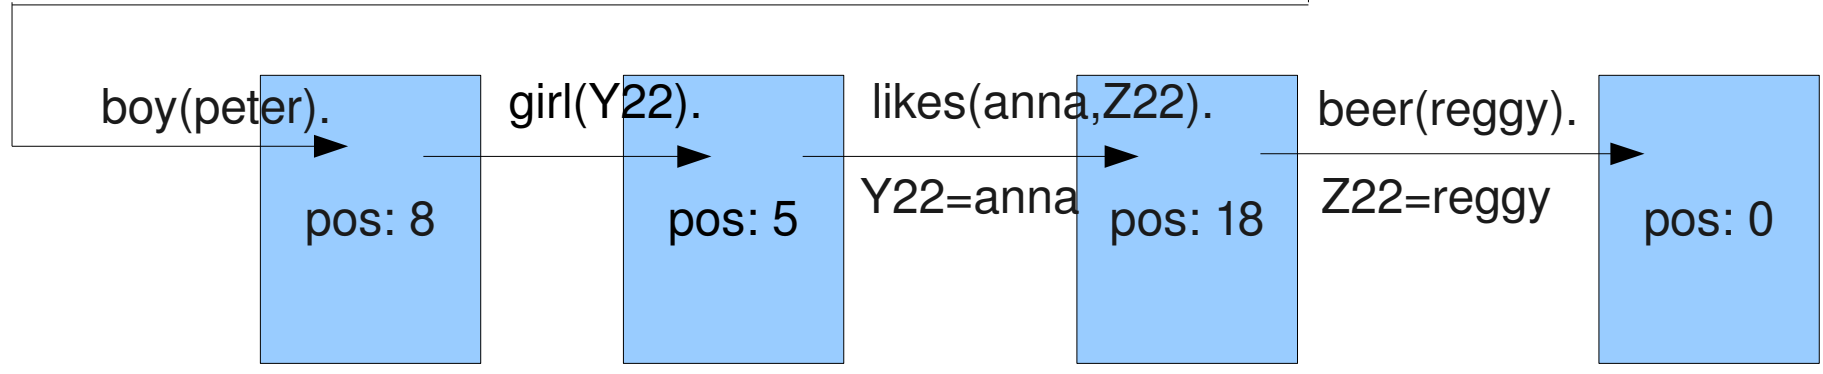 boy(peter).
girl(Y22).
likes(anna,Z22).
beer(reggy).
Y22=anna
Z22=reggy
pos: 8
pos: 5
pos: 18
pos: 0